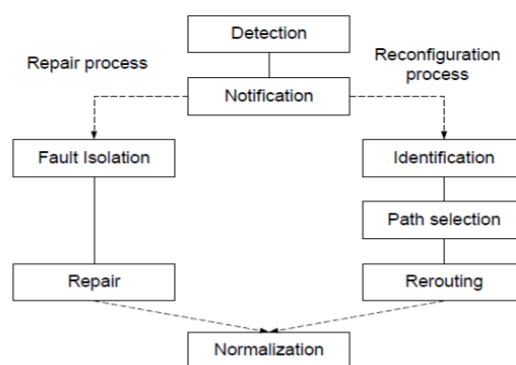 Detection
Repair process
Reconfiguration
process
Notification
Fault Isolation
Identification
Path selection
Repair
Rerouting
Normalization